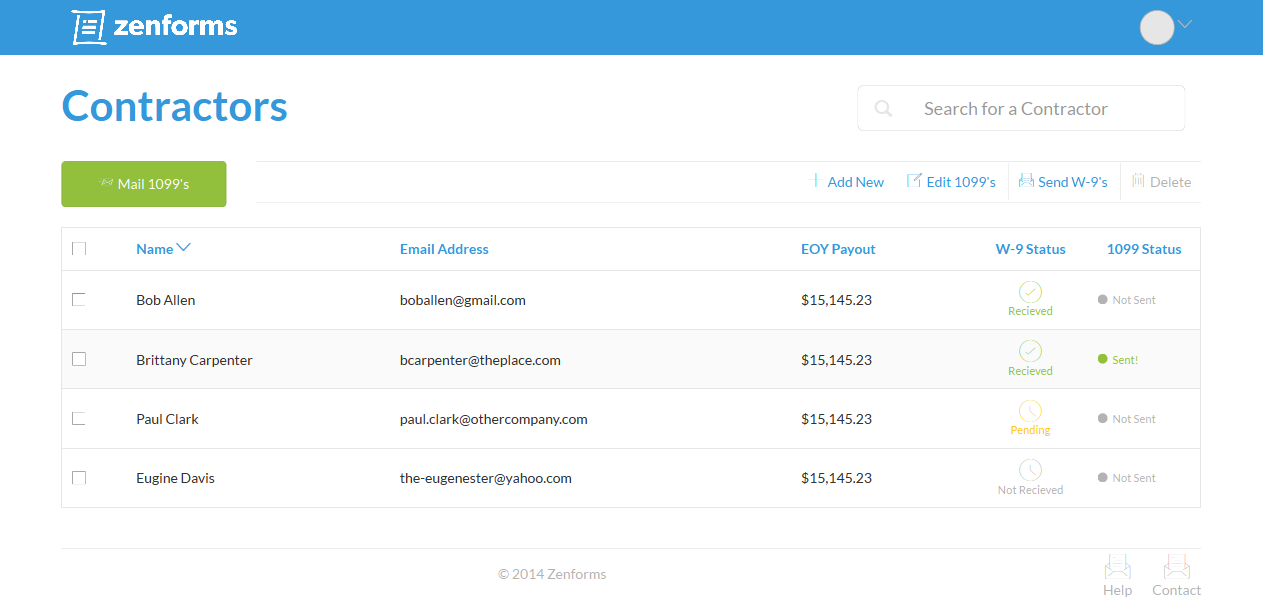 zenforms
Contractors
Search for a Contractor
Mail 1099's
Add New Edit 1099's Send W-9's Delete
Name Email Address EOY Payout W-9 Status 1099 Status
Bob Allen boballen@gmail.com $15,145.23 Recieved Not Sent
Brittany Carpenter bcarpenter@theplace.com $15,145.23 Recieved Sent!
Paul Clark paul.clark@othercompany.com $15,145.23 Pending Not Sent
Eugine Davis the-eugenester@yahoo.com $15,145.23 Not Recieved Not Sent
© 2014 Zenforms
Help Contact